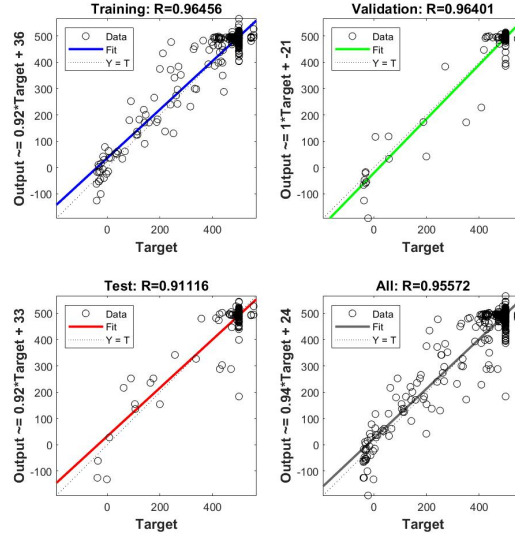 Training: R=0.96456
Output ~= 0.92*Target + 36
500
400
300
200
100
0
-100
Data
Fit
Y = T
0
200
400
Target
Validation: R=0.96401
Output ~= 1*Target + -21
500
400
300
200
100
0
-100
Data
Fit
Y = T
0
200
400
Target
Test: R=0.91116
Output ~= 0.92*Target + 33
500
400
300
200
100
0
-100
Data
Fit
Y = T
0
200
400
Target
All: R=0.95572
Output ~= 0.94*Target + 24
500
400
300
200
100
0
-100
Data
Fit
Y = T
0
200
400
Target